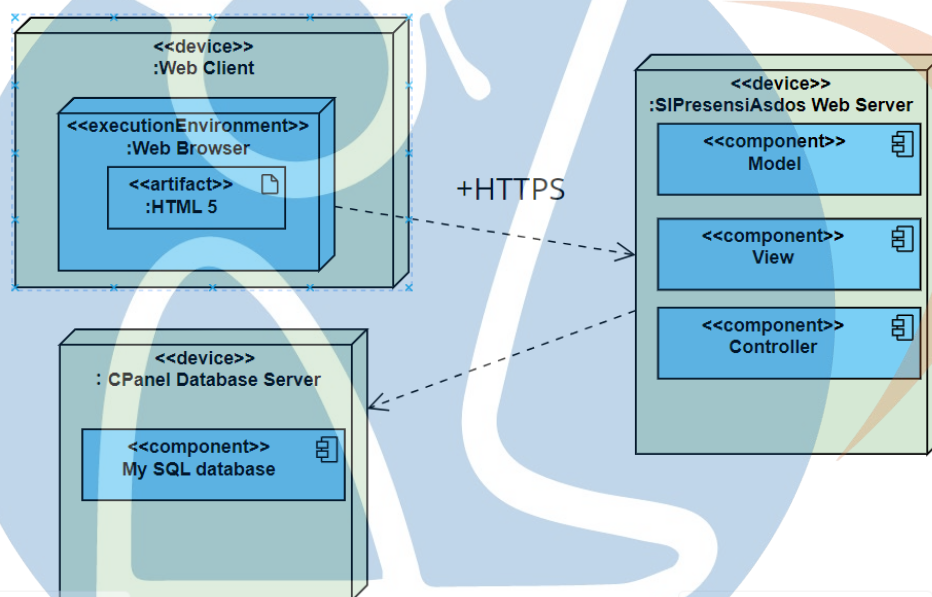 <<device>>
:Web Client
<<executionEnvironment>>
:Web Browser
<<artifact>>
:HTML 5
+HTTPS
<<device>>
:SIPresensiAsdos Web Server
<<component>>
Model
<<component>>
View
<<component>>
Controller
<<device>>
: CPanel Database Server
<<component>>
My SQL database